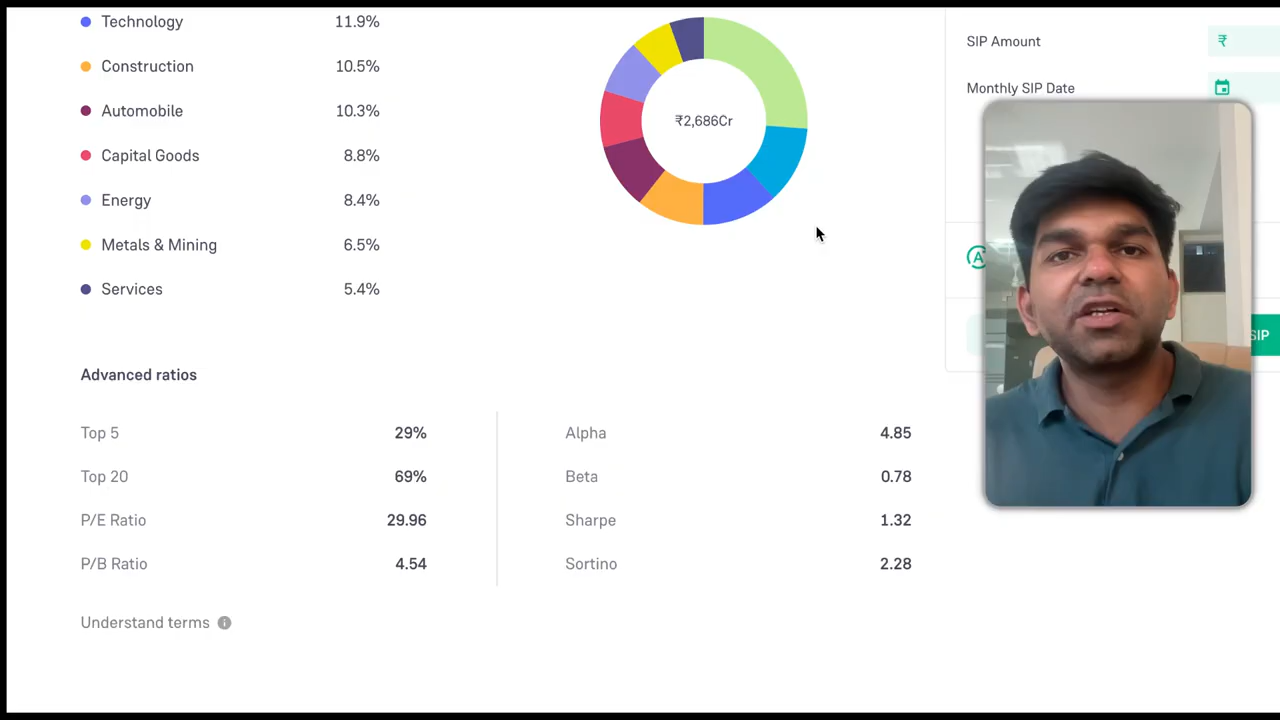 Technology 11.9%
Construction 10.5%
Automobile 10.3%
Capital Goods 8.8%
Energy 8.4%
Metals & Mining 6.5%
Services 5.4%
₹2,686Cr
SIP Amount ₹
Monthly SIP Date
A
SIP
Advanced ratios
Top 5 29%
Top 20 69%
P/E Ratio 29.96
P/B Ratio 4.54
Alpha 4.85
Beta 0.78
Sharpe 1.32
Sortino 2.28
Understand terms